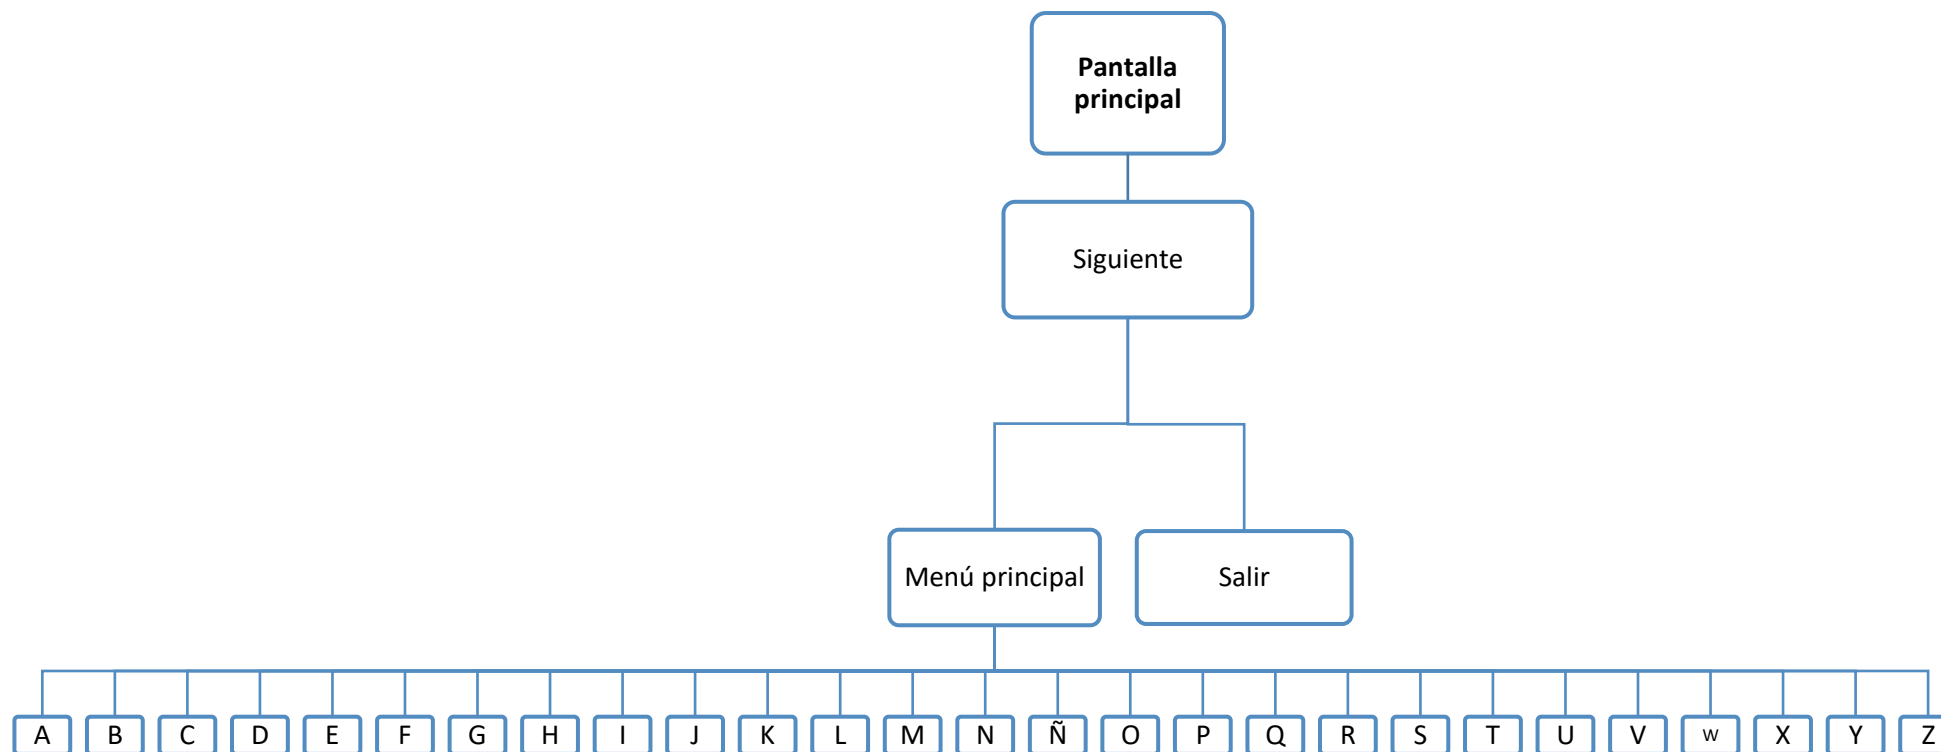 Pantalla
principal
Siguiente
Menú principal
Salir
A B C D E F G H I J K L M N Ñ O P Q R S T U V W X Y Z